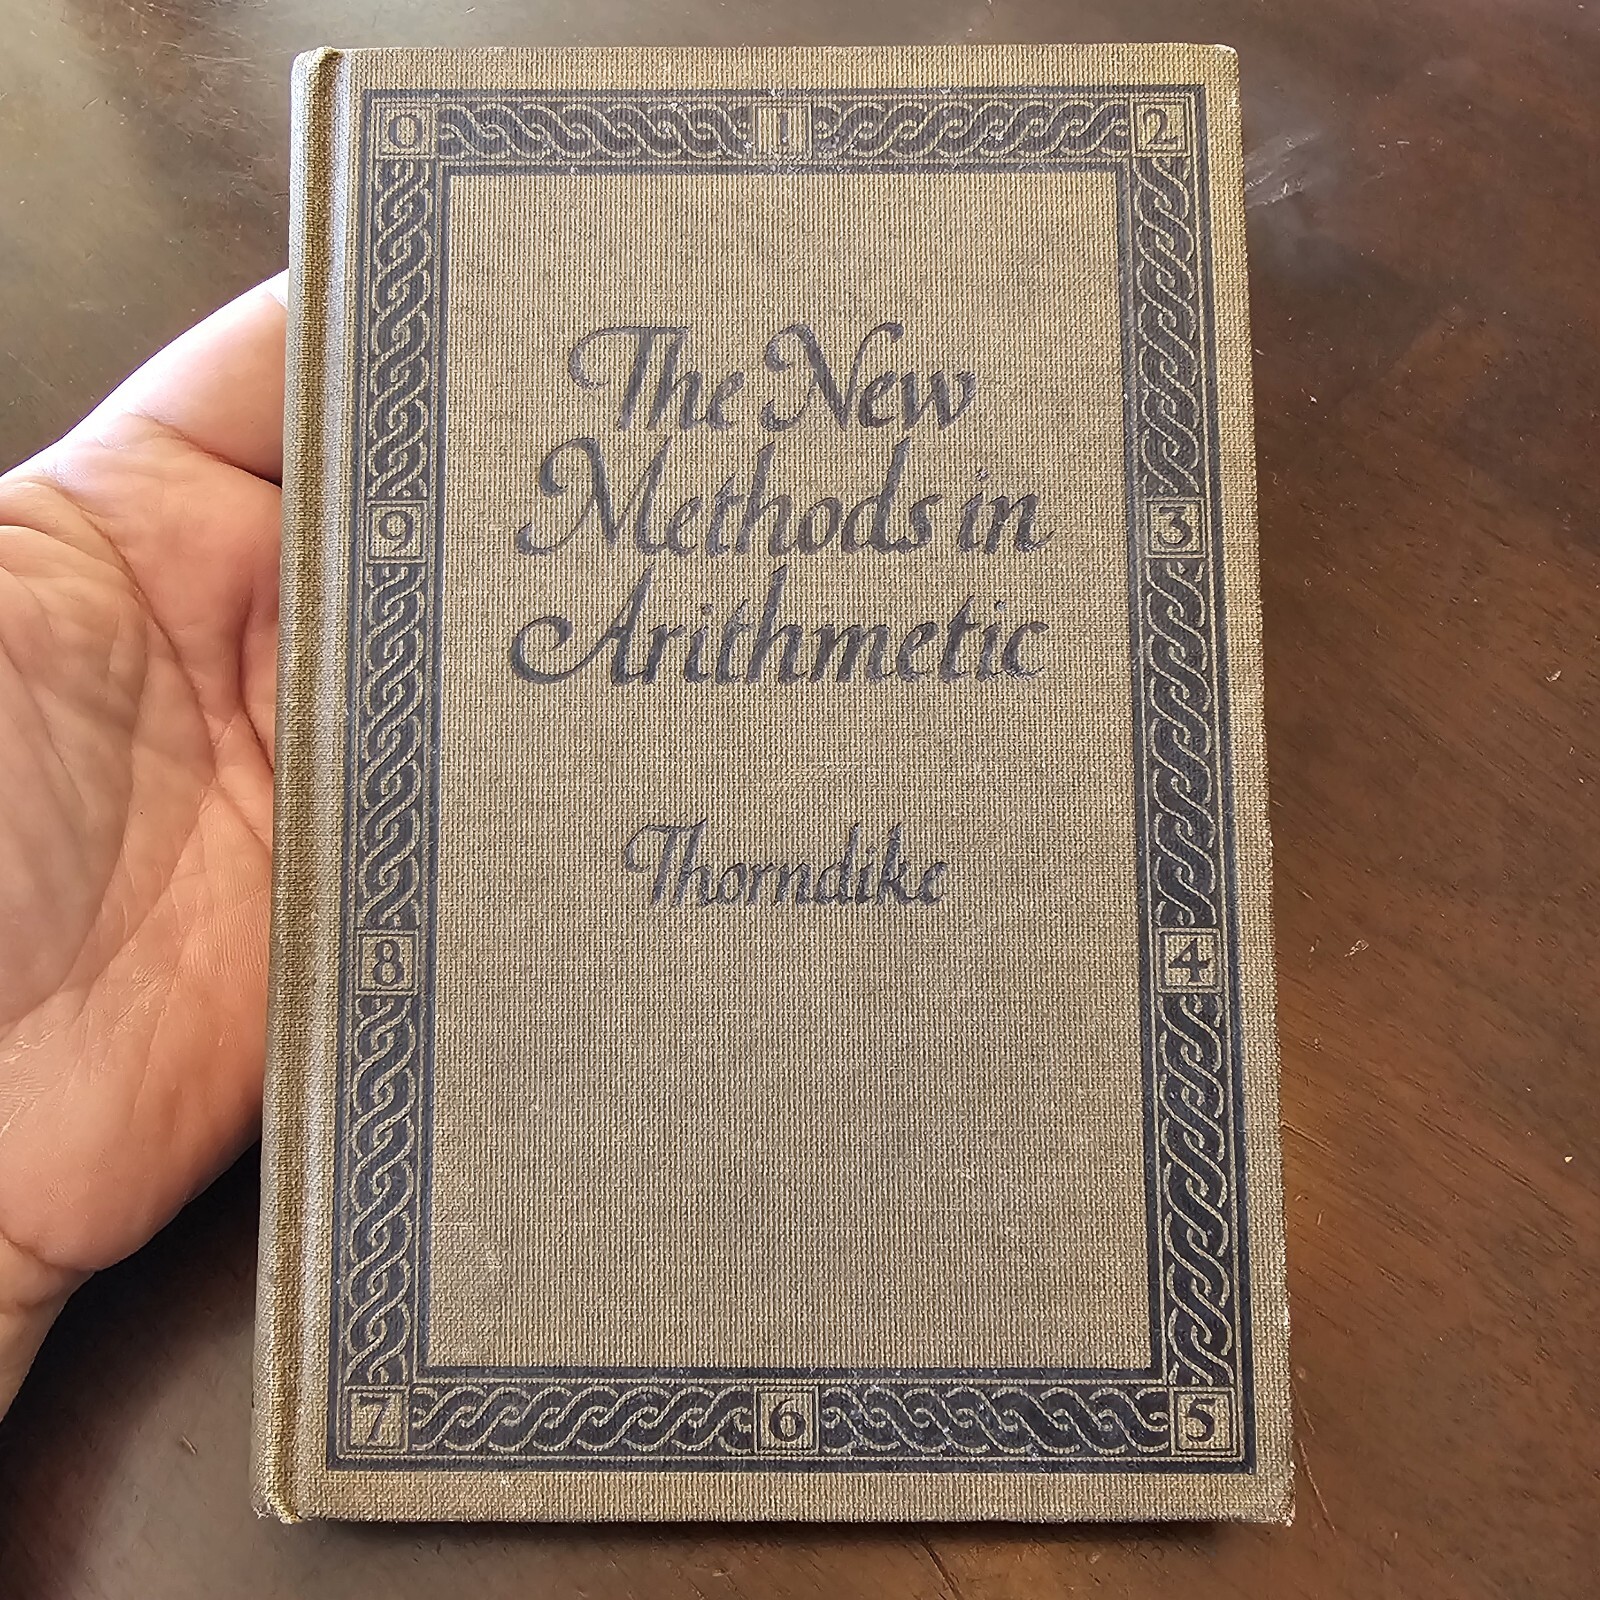 0 1 2
The New
Methods in
Arithmetic
9 3
Thorndike
8 4
7 6 5